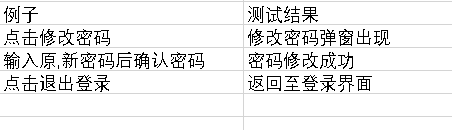 例子 测试结果
点击修改密码 修改密码弹窗出现
输入原,新密码后确认密码 密码修改成功
点击退出登录 返回至登录界面